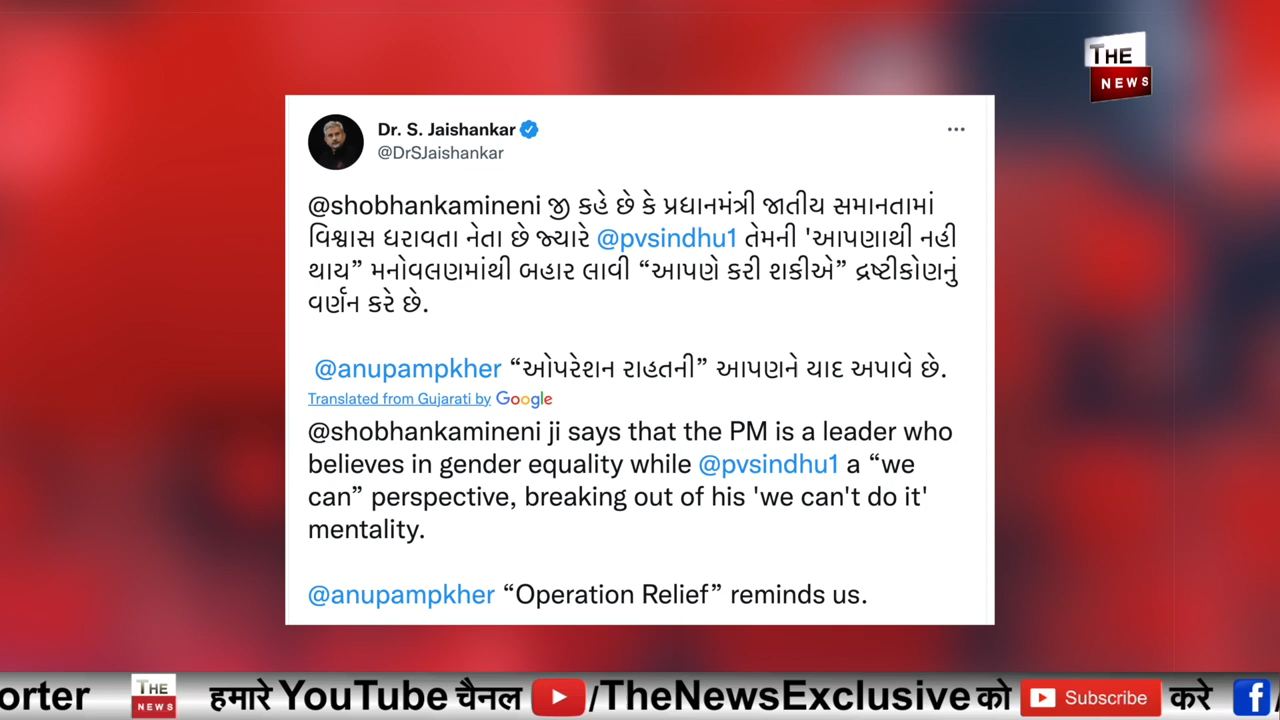 THE
NEWS
Dr. S. Jaishankar
@DrSJaishankar
@shobhankamineni જી કહે છે કે પ્રધાનમંત્રી જાતીય સમાનતામાં
વિશ્વાસ ધરાવતા નેતા છે જ્યારે @pvsindhu1 તેમની 'આપણાથી નહી
થાય” મનોવલણમાંથી બહાર લાવી “આપણે કરી શકીએ” દ્રષ્ટીકોણનું
વર્ણન કરે છે.
@anupampkher “ઓપરેશન રાહતની” આપણને યાદ અપાવે છે.
Translated from Gujarati by Google
@shobhankamineni ji says that the PM is a leader who
believes in gender equality while @pvsindhu1 a “we
can” perspective, breaking out of his 'we can't do it'
mentality.
@anupampkher “Operation Relief” reminds us.
orter THE NEWS हमारे YouTube चैनल /TheNewsExclusive को Subscribe करे f